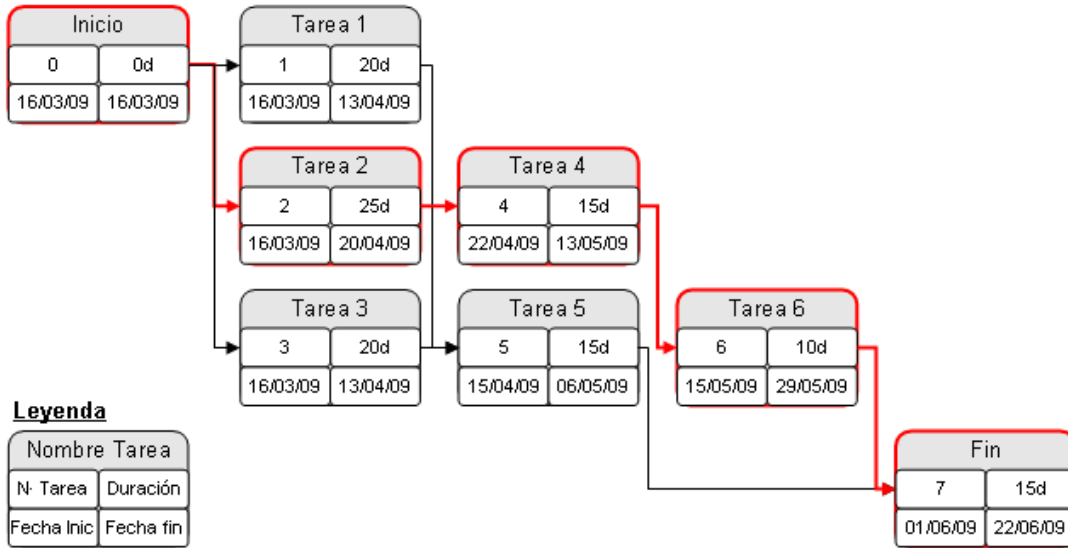 Inicio
0 0d
16/03/09 16/03/09
Tarea 1
1 20d
16/03/09 13/04/09
Tarea 2
2 25d
16/03/09 20/04/09
Tarea 4
4 15d
22/04/09 13/05/09
Tarea 3
3 20d
16/03/09 13/04/09
Tarea 5
5 15d
15/04/09 06/05/09
Tarea 6
6 10d
15/05/09 29/05/09
Leyenda
Nombre Tarea
N· Tarea Duración
Fecha Inic Fecha fin
Fin
7 15d
01/06/09 22/06/09